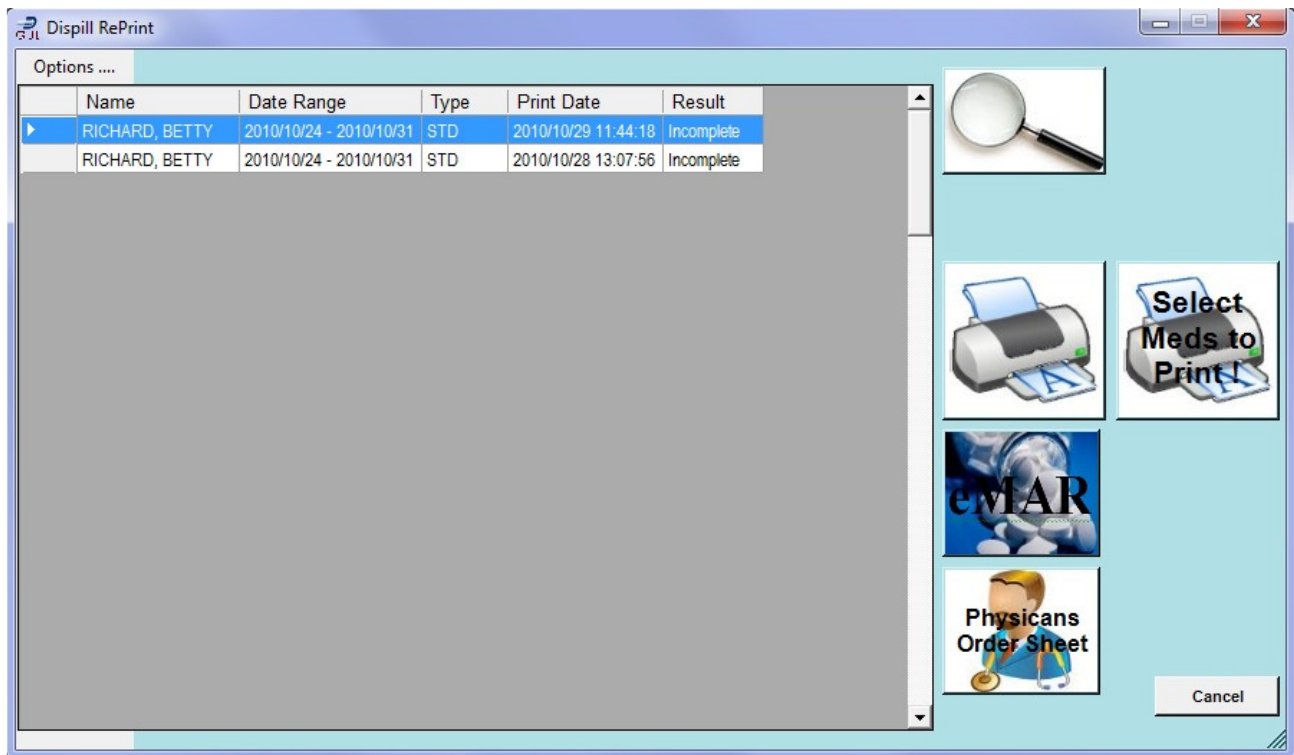 Dispill RePrint
Options ....
Name Date Range Type Print Date Result
RICHARD, BETTY 2010/10/24 - 2010/10/31 STD 2010/10/29 11:44:18 Incomplete
RICHARD, BETTY 2010/10/24 - 2010/10/31 STD 2010/10/28 13:07:56 Incomplete
A
Select
Meds to
Print !
eMAR
Physicans
Order Sheet
Cancel